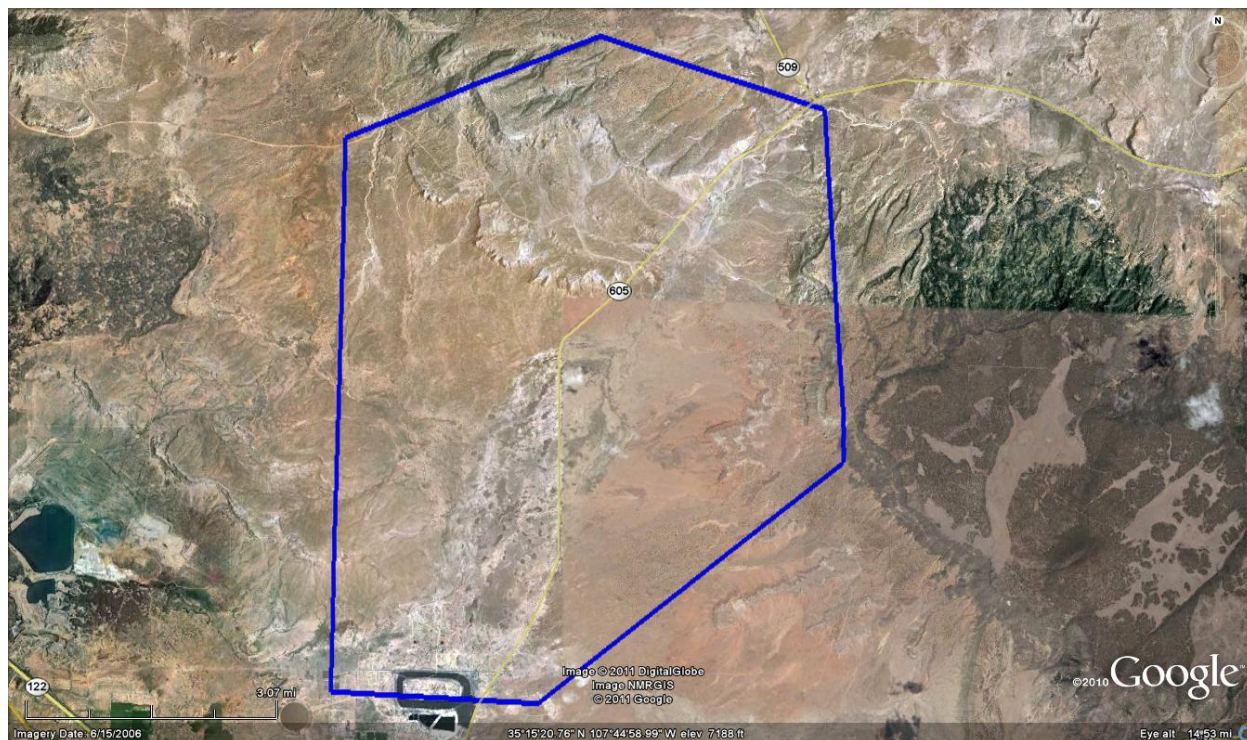 N
509
605
Image © 2011 DigitalGlobe
Image NMRGIS
© 2011 Google
©2010 Google™
122
3.07 mi
Imagery Date: 6/15/2006
35°15'20.76" N 107°44'58.99" W elev 7188 ft
Eye alt 14.53 mi